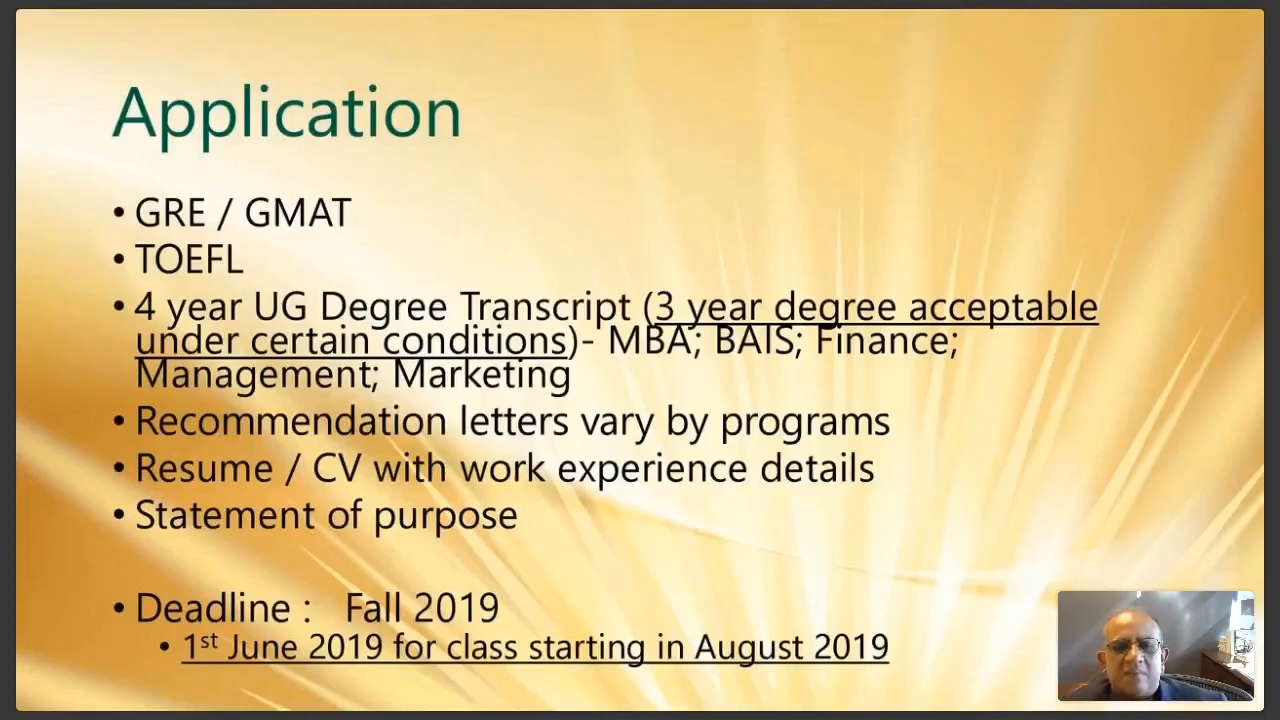 Application
• GRE / GMAT
• TOEFL
• 4 year UG Degree Transcript (3 year degree acceptable
under certain conditions)- MBA; BAIS; Finance;
Management; Marketing
• Recommendation letters vary by programs
• Resume / CV with work experience details
• Statement of purpose
• Deadline : Fall 2019
• 1st June 2019 for class starting in August 2019